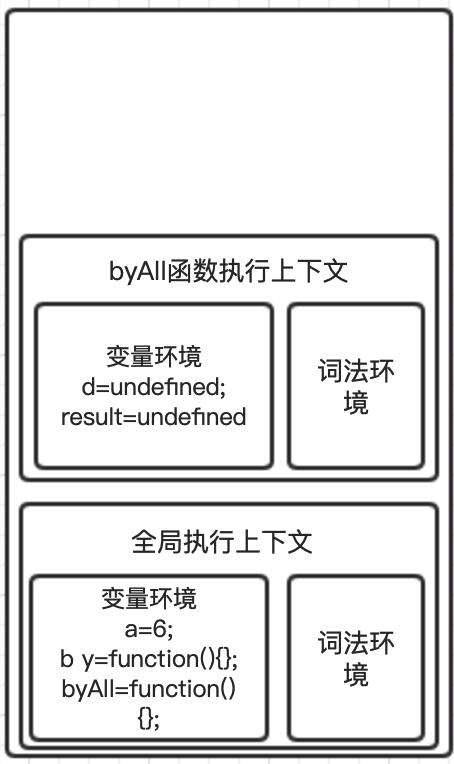 byAll函数执行上下文
变量环境
d=undefined;
result=undefined
词法环
境
全局执行上下文
变量环境
a=6;
b y=function(){};
byAll=function()
{};
词法环
境